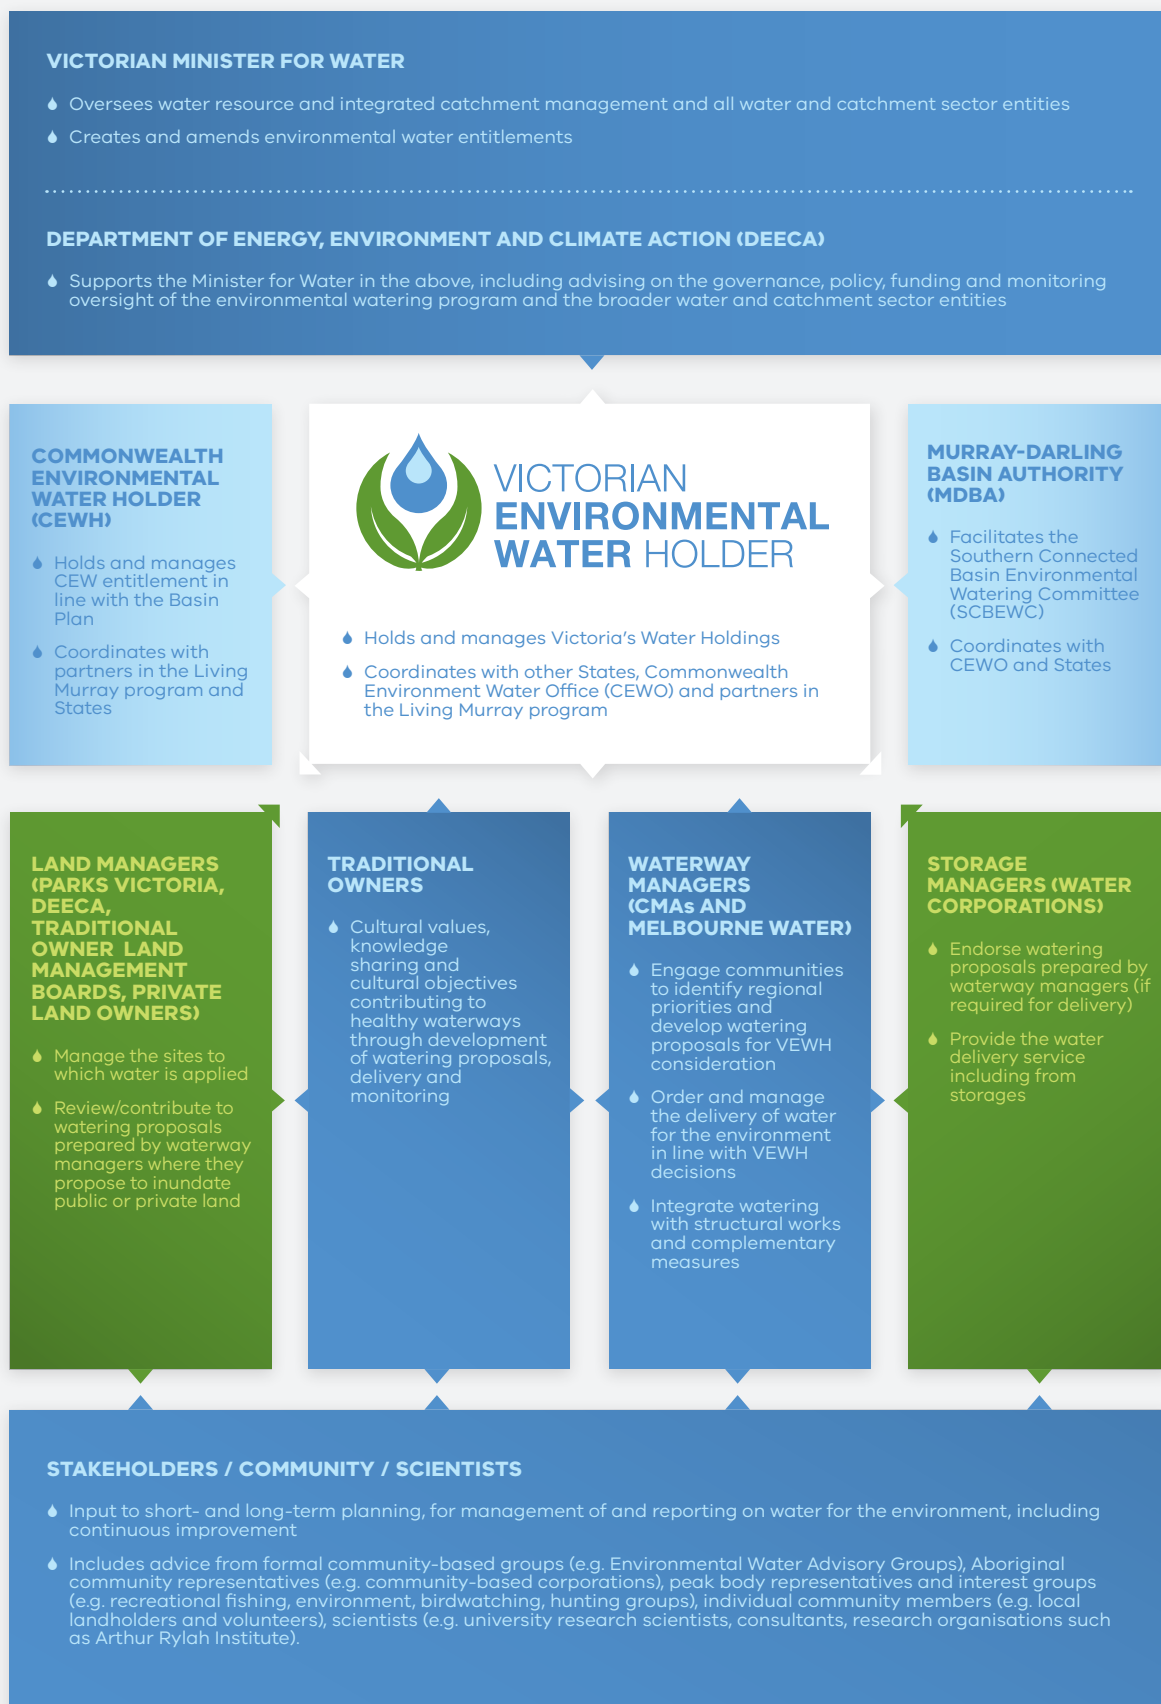 VICTORIAN MINISTER FOR WATER
Oversees water resource and integrated catchment management and all water and catchment sector entities
Creates and amends environmental water entitlements
DEPARTMENT OF ENERGY, ENVIRONMENT AND CLIMATE ACTION (DEECA)
Supports the Minister for Water in the above, including advising on the governance, policy, funding and monitoring
oversight of the environmental watering program and the broader water and catchment sector entities
COMMONWEALTH
ENVIRONMENTAL
WATER HOLDER
(CEWH)
Holds and manages
CEW entitlement in
line with the Basin
Plan
Coordinates with
partners in the Living
Murray program and
States
VICTORIAN
ENVIRONMENTAL
WATER HOLDER
Holds and manages Victoria's Water Holdings
Coordinates with other States, Commonwealth
Environment Water Office (CEWO) and partners in
the Living Murray program
MURRAY-DARLING
BASIN AUTHORITY
(MDBA)
Facilitates the
Southern Connected
Basin Environmental
Watering Committee
(SCBEWC)
Coordinates with
CEWO and States
LAND MANAGERS
(PARKS VICTORIA,
DEECA,
TRADITIONAL
OWNER LAND
MANAGEMENT
BOARDS, PRIVATE
LAND OWNERS)
Manage the sites to
which water is applied
Review/contribute to
watering proposals
prepared by waterway
managers where they
propose to inundate
public or private land
TRADITIONAL
OWNERS
Cultural values,
knowledge
sharing and
cultural objectives
contributing to
healthy waterways
through development
of watering proposals,
delivery and
monitoring
WATERWAY
MANAGERS
(CMAs AND
MELBOURNE WATER)
Engage communities
to identify regional
priorities and
develop watering
proposals for VEWH
consideration
Order and manage
the delivery of water
for the environment
in line with VEWH
decisions
Integrate watering
with structural works
and complementary
measures
STORAGE
MANAGERS (WATER
CORPORATIONS)
Endorse watering
proposals prepared by
waterway managers (if
required for delivery)
Provide the water
delivery service
including from
storages
STAKEHOLDERS / COMMUNITY / SCIENTISTS
Input to short- and long-term planning, for management of and reporting on water for the environment, including
continuous improvement
Includes advice from formal community-based groups (e.g. Environmental Water Advisory Groups), Aboriginal
community representatives (e.g. community-based corporations), peak body representatives and interest groups
(e.g. recreational fishing, environment, birdwatching, hunting groups), individual community members (e.g. local
landholders and volunteers), scientists (e.g. university research scientists, consultants, research organisations such
as Arthur Rylah Institute).